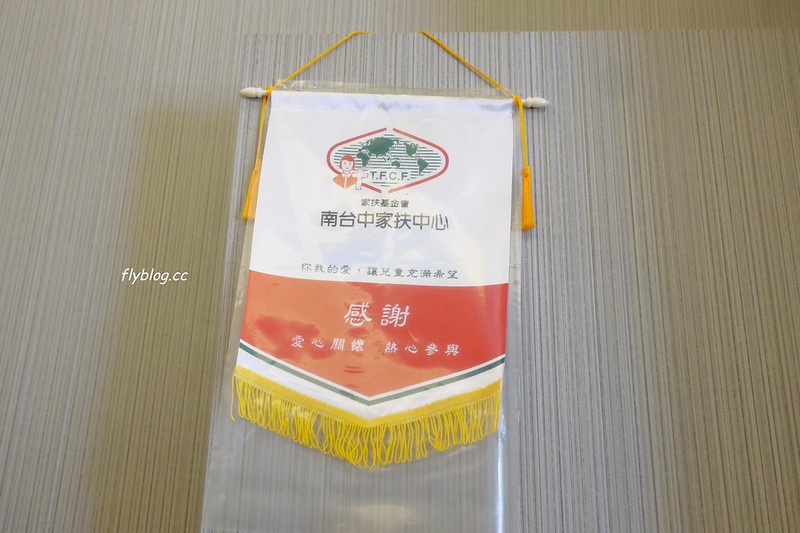 T.F.C.F.
家扶基金會
南台中家扶中心
你我的愛，讓兒童充滿希望
感謝
愛心關懷 熱心參與
flyblog.cc